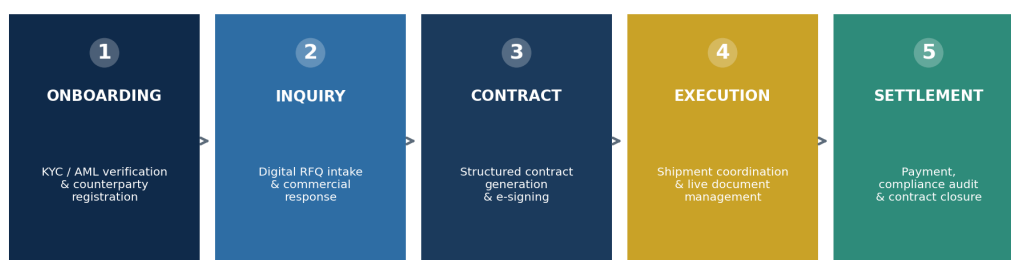 1
ONBOARDING
KYC / AML verification
& counterparty
registration
2
INQUIRY
Digital RFQ intake
& commercial
response
3
CONTRACT
Structured contract
generation
& e-signing
4
EXECUTION
Shipment coordination
& live document
management
5
SETTLEMENT
Payment,
compliance audit
& contract closure